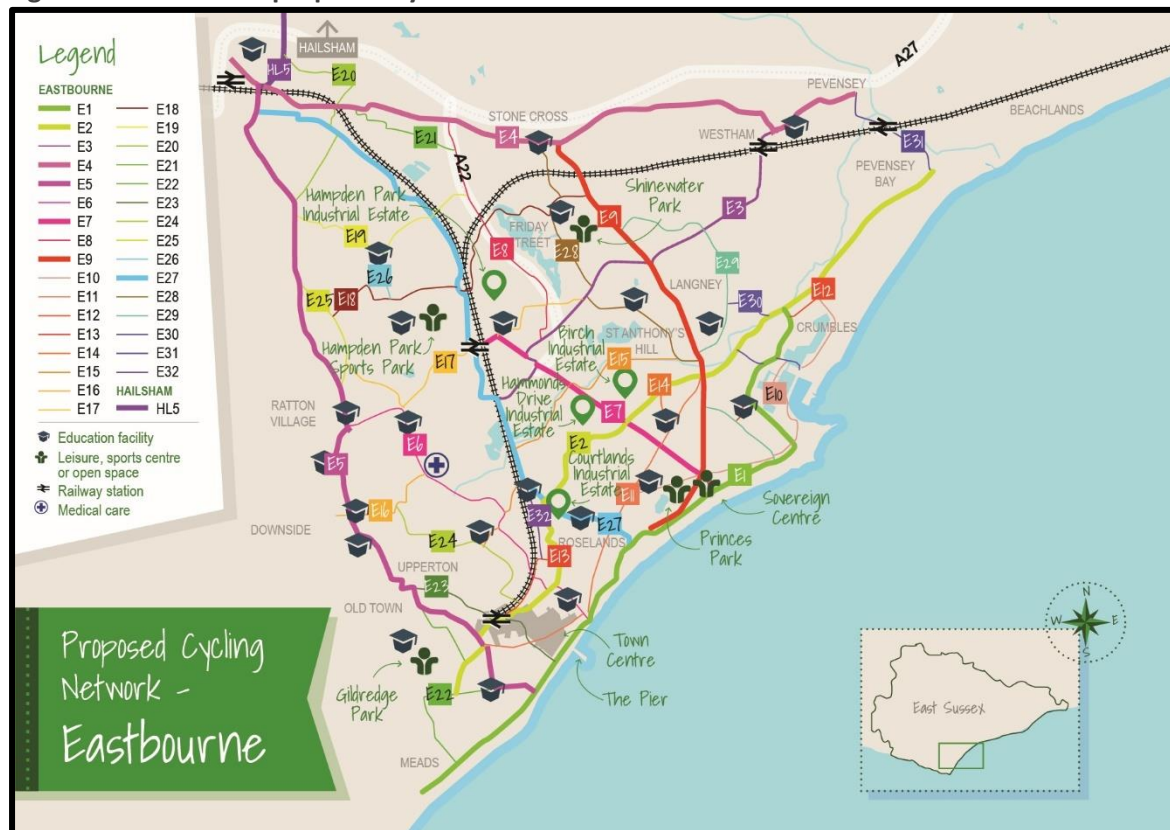 Legend
EASTBOURNE
E1
E2
E3
E4
E5
E6
E7
E8
E9
E10
E11
E12
E13
E14
E15
E16
E17
E18
E19
E20
E21
E22
E23
E24
E25
E26
E27
E28
E29
E30
E31
E32
HAILSHAM
HL5
Education facility
Leisure, sports centre
or open space
Railway station
Medical care
HAILSHAM
HL5
E20
A27
PEVENSEY
BEACHLANDS
STONE CROSS
E4
E21
A22
WESTHAM
E31
PEVENSEY
BAY
Hampden Park
Industrial Estate
Shinewater
Park
E3
E19
FRIDAY
STREET
E9
E8
E28
E29
E26
E25
E18
LANGNEY
E30
E12
CRUMBLES
Hampden Park
Sports Park
E17
Birch
Industrial
Estate
ST ANTHONY'S
HILL
E15
E14
Hammonds
Drive
Industrial
Estate
E7
E10
RATTON
VILLAGE
E6
E5
E2
Courtlands
Industrial
Estate
E1
E11
Sovereign
Centre
E16
DOWNSIDE
E32
E27
ROSELANDS
Princes
Park
E24
E13
UPPERTON
E23
OLD TOWN
Town
Centre
The Pier
Gildredge
Park
E22
MEADS
Proposed Cycling
Network -
Eastbourne
N
W
E
S
East Sussex